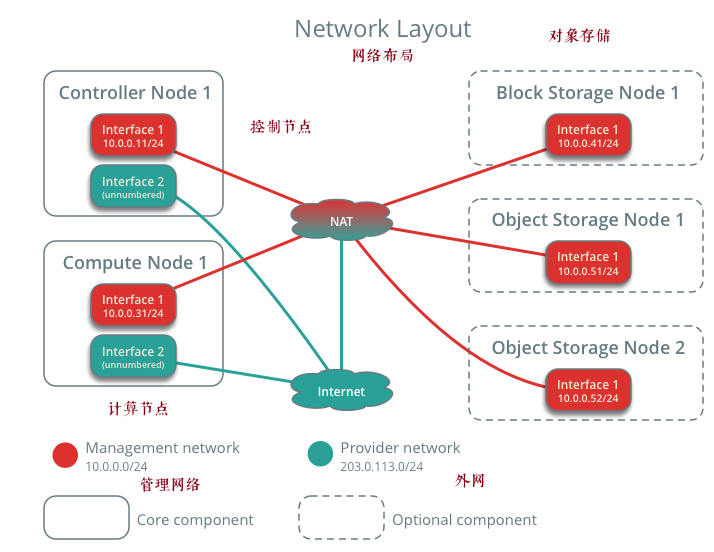 Network Layout
网络布局
对象存储
Controller Node 1
Interface 1
10.0.0.11/24
Interface 2
(unnumbered)
控制节点
Block Storage Node 1
Interface 1
10.0.0.41/24
NAT
Object Storage Node 1
Interface 1
10.0.0.51/24
Compute Node 1
Interface 1
10.0.0.31/24
Interface 2
(unnumbered)
计算节点
Internet
Object Storage Node 2
Interface 1
10.0.0.52/24
Management network
10.0.0.0/24
管理网络
Provider network
203.0.113.0/24
外网
Core component
Optional component